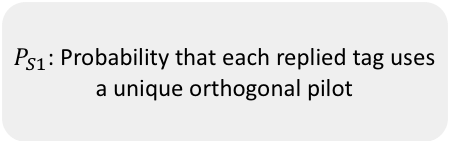 P_{S1}: Probability that each replied tag uses
a unique orthogonal pilot